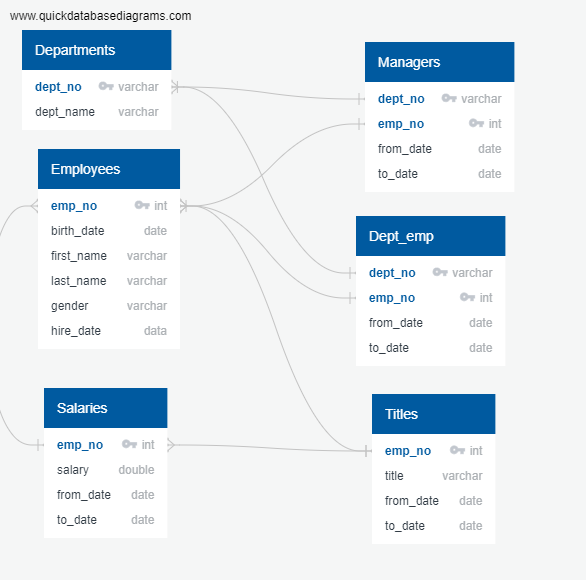 www.quickdatabasediagrams.com
Departments
dept_no varchar
dept_name varchar
Managers
dept_no varchar
emp_no int
from_date date
to_date date
Employees
emp_no int
birth_date date
first_name varchar
last_name varchar
gender varchar
hire_date data
Dept_emp
dept_no varchar
emp_no int
from_date date
to_date date
Salaries
emp_no int
salary double
from_date date
to_date date
Titles
emp_no int
title varchar
from_date date
to_date date